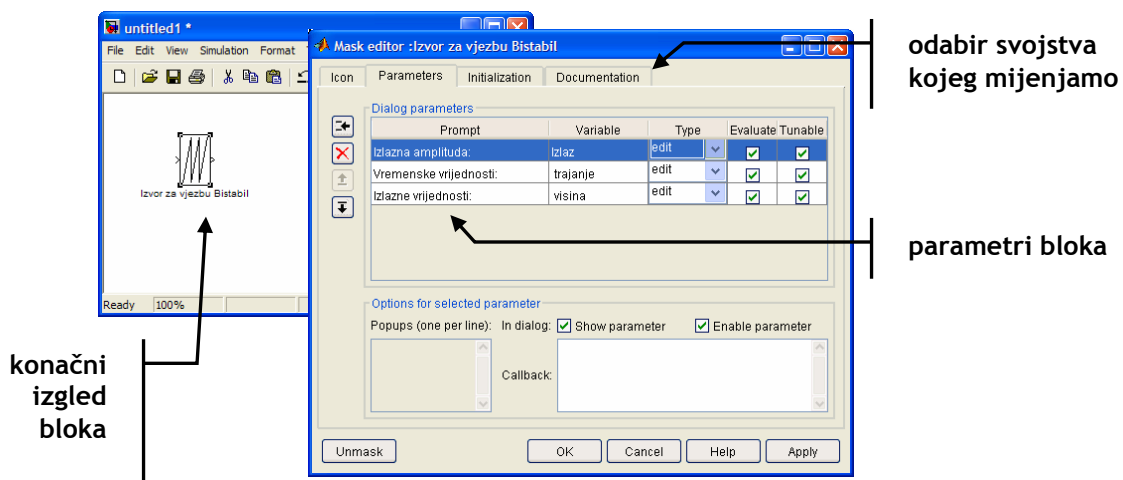 untitled1 *
File Edit View Simulation Format
Izvor za vjezbu Bistabil
Ready 100%
Mask editor :Izvor za vjezbu Bistabil
Icon Parameters Initialization Documentation
Dialog parameters
Prompt Variable Type Evaluate Tunable
Izlazna amplituda: Izlaz edit
Vremenske vrijednosti: trajanje edit
Izlazne vrijednosti: visina edit
Options for selected parameter
Popups (one per line): In dialog: Show parameter Enable parameter
Callback:
Unmask OK Cancel Help Apply
odabir svojstva
kojeg mijenjamo
parametri bloka
konačni
izgled
bloka